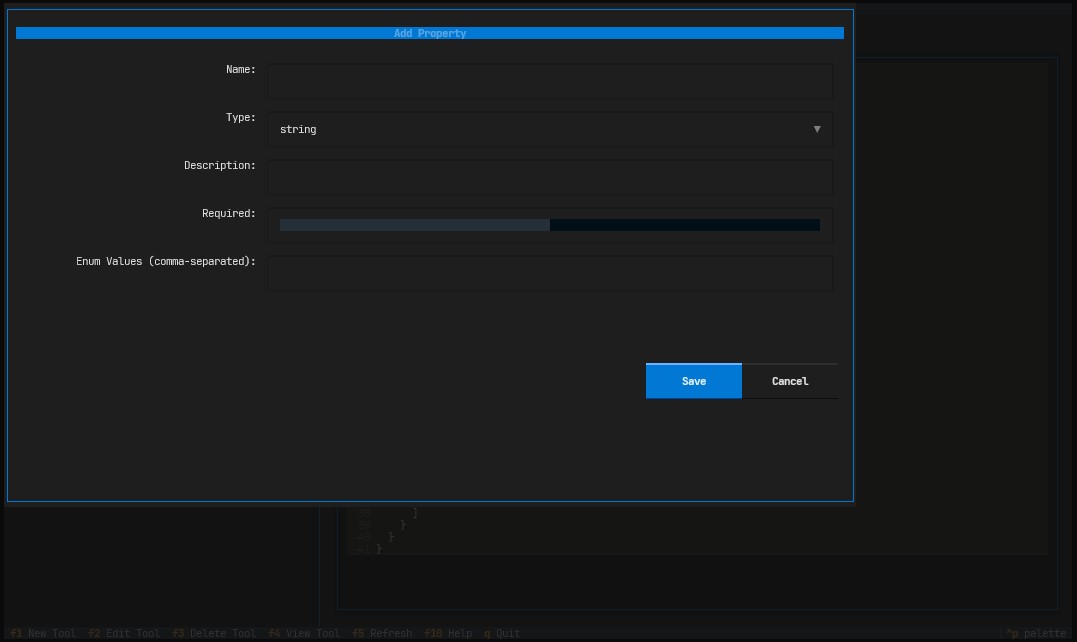 Add Property
Name:
Type:
string ▼
Description:
Required:
Enum Values (comma-separated):
Save Cancel
]
}
}
}
f1 New Tool f2 Edit Tool f3 Delete Tool f4 View Tool f5 Refresh f10 Help q Quit ^p palette